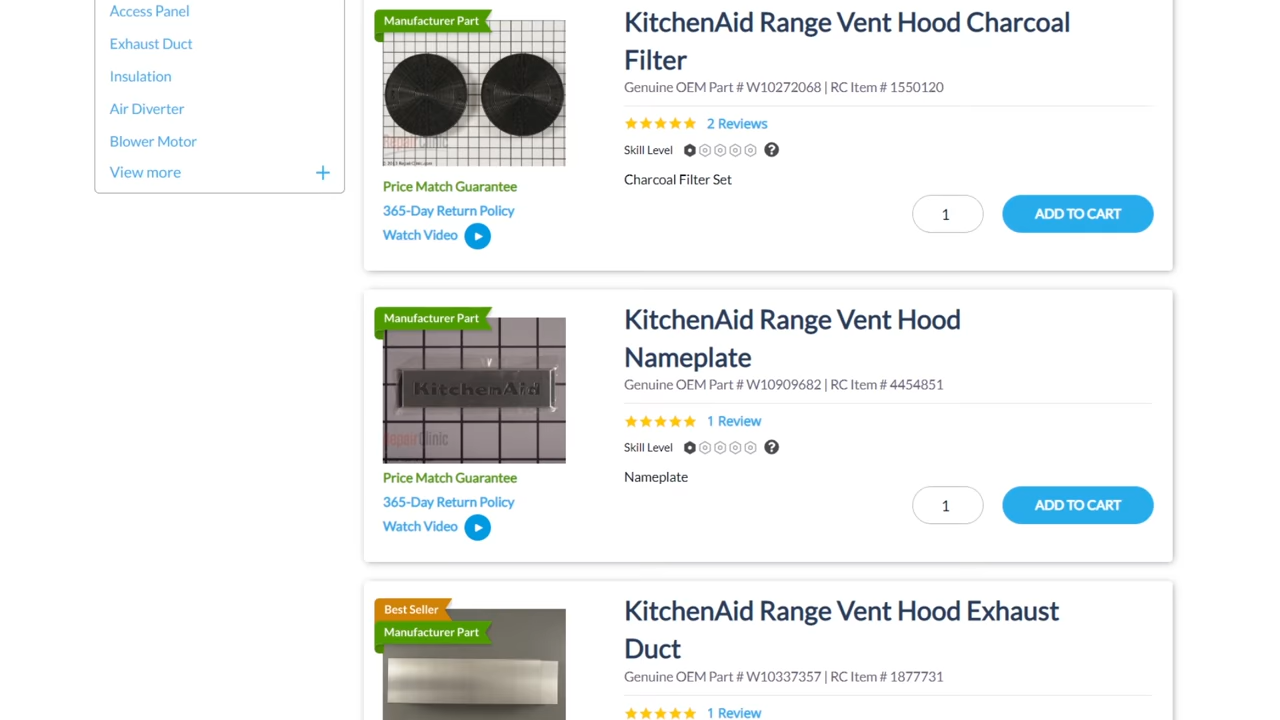 Access Panel
Exhaust Duct
Insulation
Air Diverter
Blower Motor
View more
Manufacturer Part
RepairClinic
Price Match Guarantee
365-Day Return Policy
Watch Video
KitchenAid Range Vent Hood Charcoal
Filter
Genuine OEM Part # W10272068 | RC Item # 1550120
2 Reviews
Skill Level ?
Charcoal Filter Set
1 ADD TO CART
Manufacturer Part
KitchenAid
RepairClinic
Price Match Guarantee
365-Day Return Policy
Watch Video
KitchenAid Range Vent Hood
Nameplate
Genuine OEM Part # W10909682 | RC Item # 4454851
1 Review
Skill Level ?
Nameplate
1 ADD TO CART
Best Seller
Manufacturer Part
KitchenAid Range Vent Hood Exhaust
Duct
Genuine OEM Part # W10337357 | RC Item # 1877731
1 Review